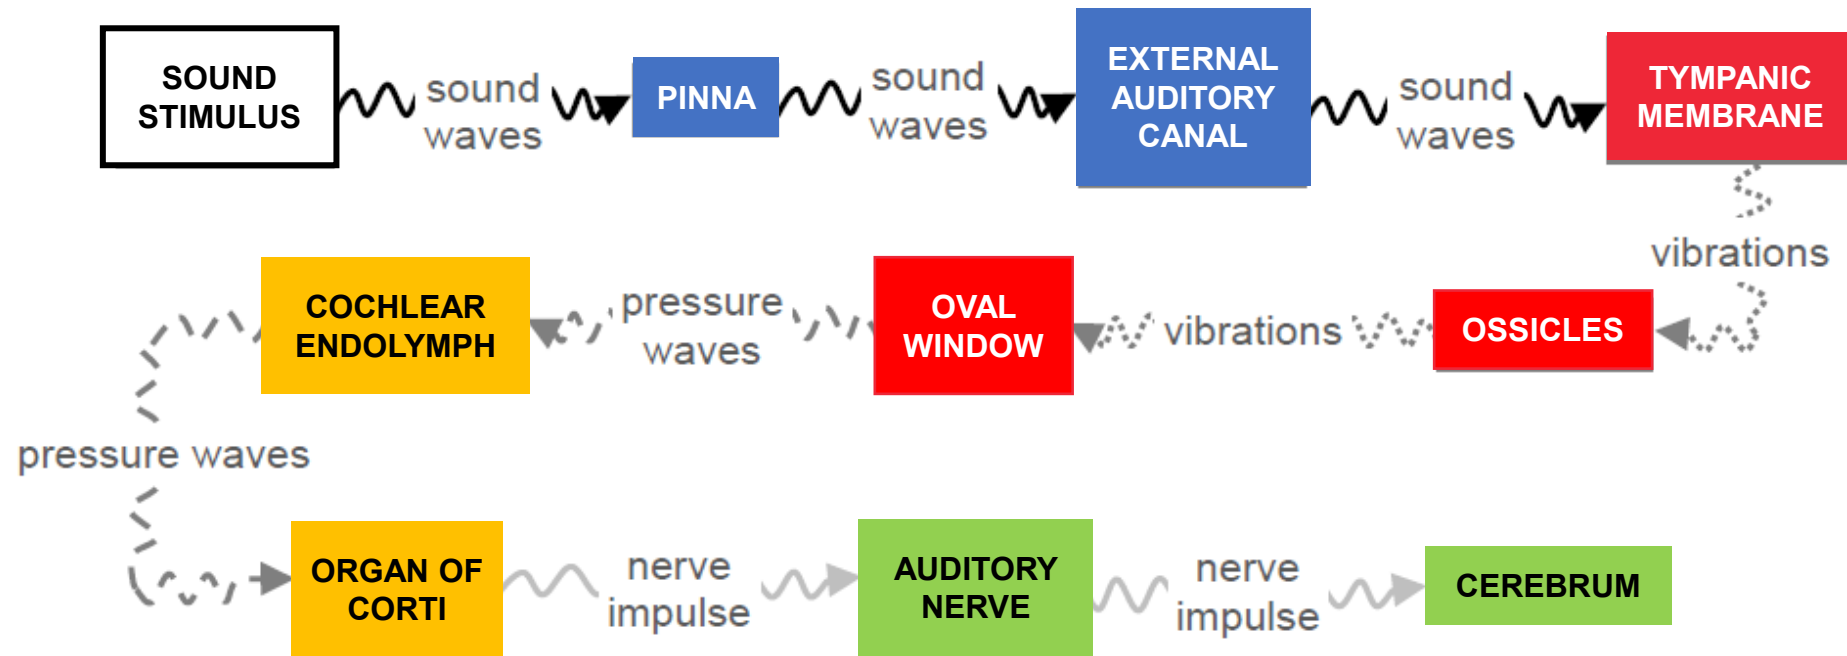 SOUND
STIMULUS
sound
waves
PINNA
sound
waves
EXTERNAL
AUDITORY
CANAL
sound
waves
TYMPANIC
MEMBRANE
vibrations
OSSICLES
vibrations
OVAL
WINDOW
pressure
waves
COCHLEAR
ENDOLYMPH
pressure waves
ORGAN OF
CORTI
nerve
impulse
AUDITORY
NERVE
nerve
impulse
CEREBRUM